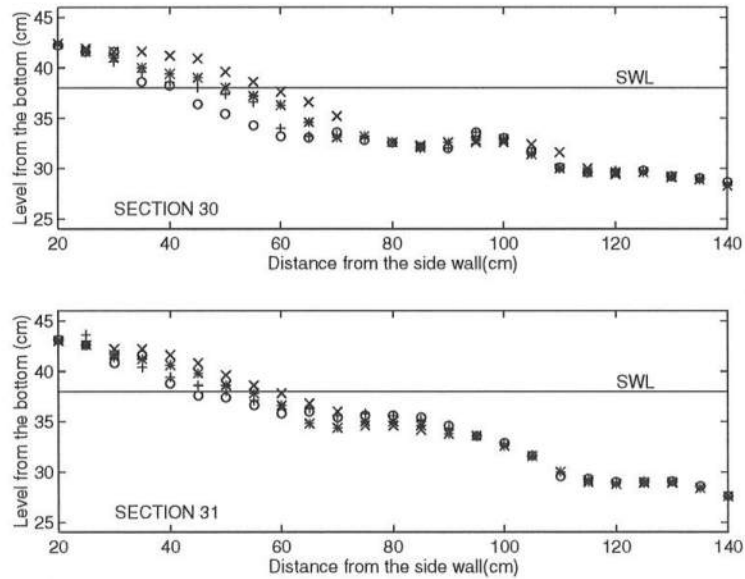 45
40
35
30
25
Level from the bottom (cm)
SWL
SECTION 30
20 40 60 80 100 120 140
Distance from the side wall(cm)
45
40
35
30
25
Level from the bottom (cm)
SWL
SECTION 31
20 40 60 80 100 120 140
Distance from the side wall(cm)